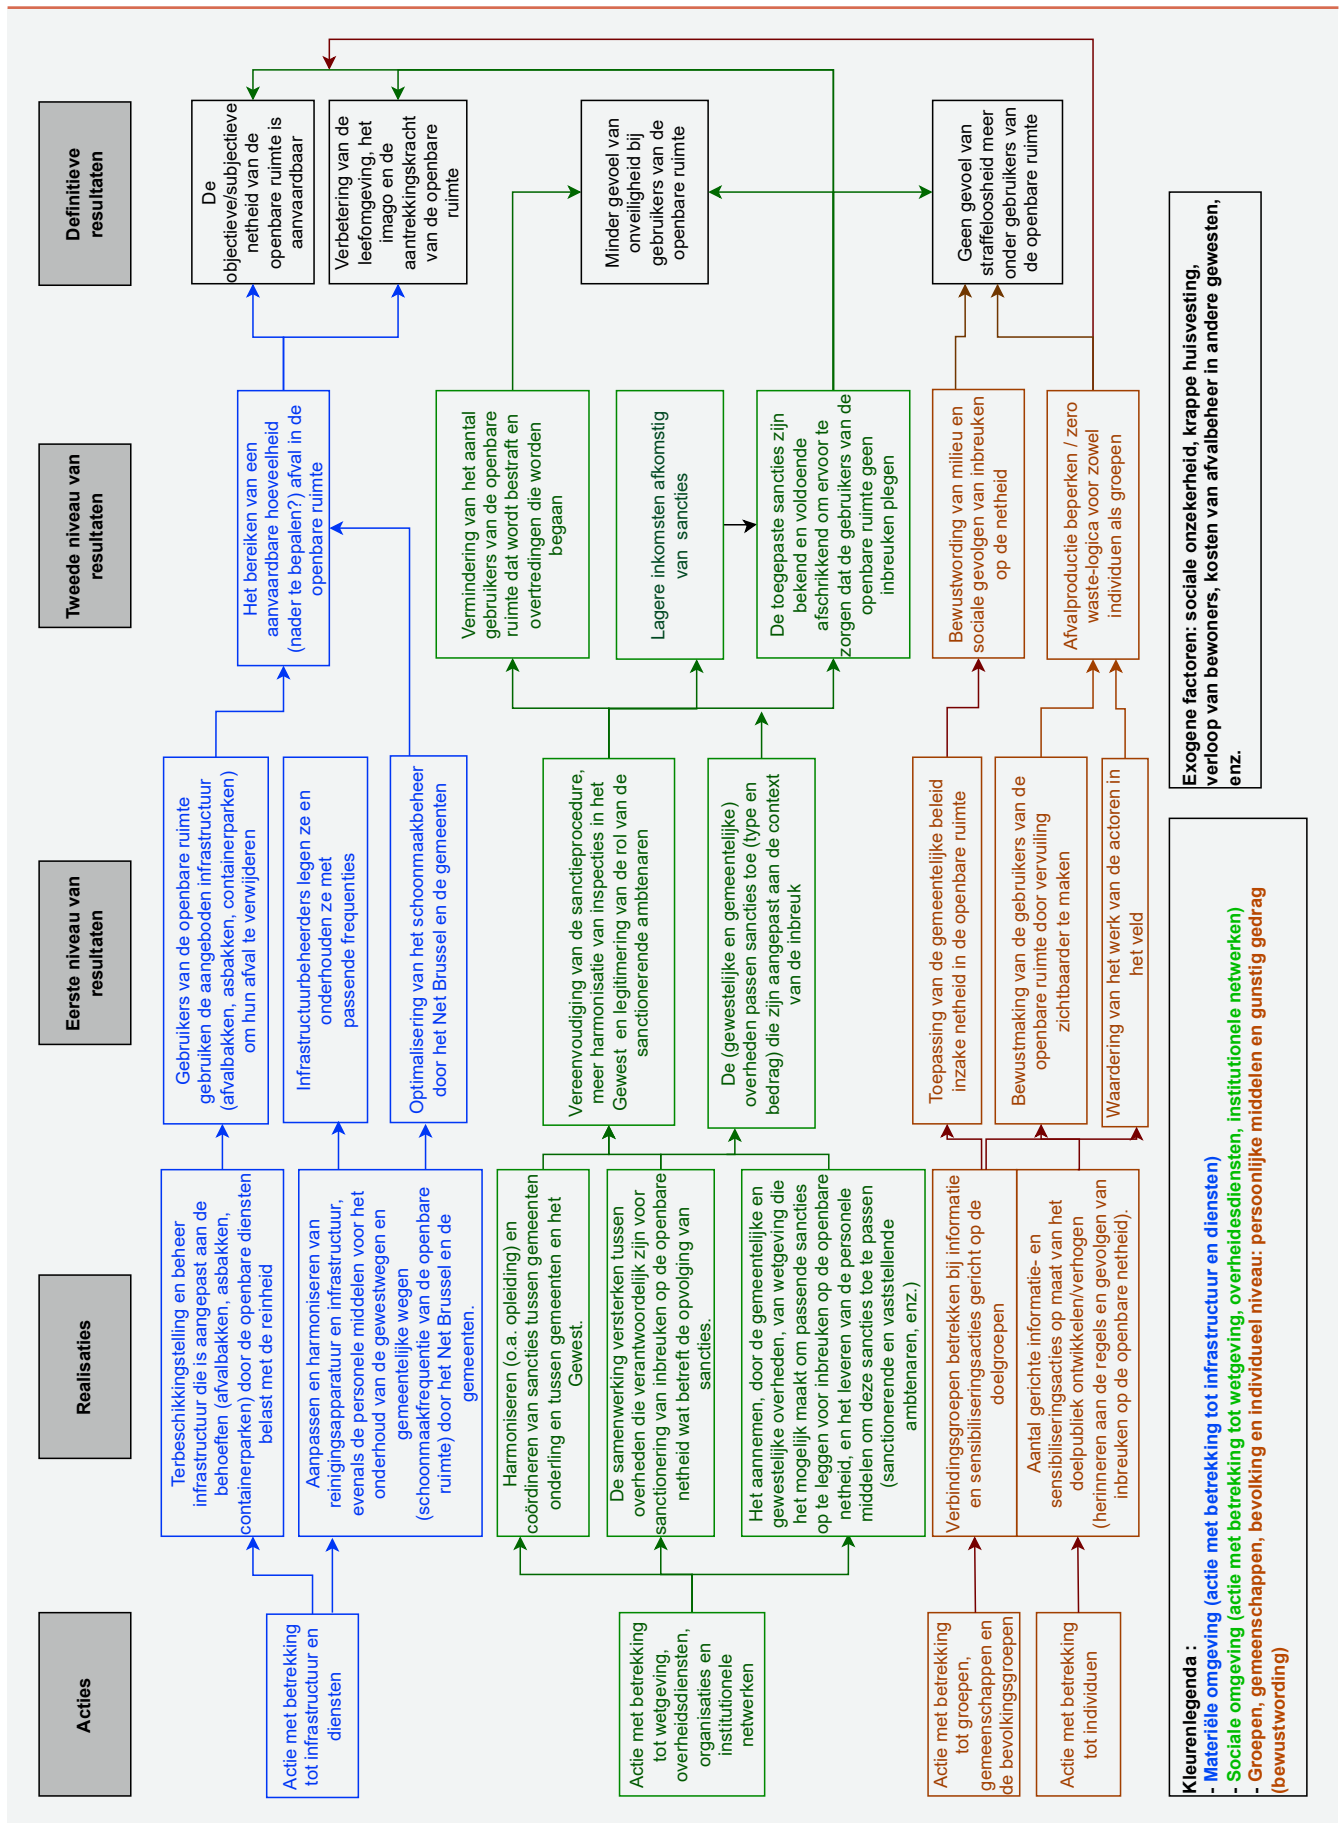 Acties
Realisaties
Eerste niveau van
resultaten
Tweede niveau van
resultaten
Definitieve
resultaten
Actie met betrekking
tot infrastructuur en
diensten
Terbeschikkingstelling en beheer
infrastructuur die is aangepast aan de
behoeften (afvalbakken, asbakken,
containerparken) door de openbare diensten
belast met de reinheid
Aanpassen en harmoniseren van
reinigingsapparatuur en infrastructuur,
evenals de personele middelen voor het
onderhoud van de gewestwegen en
gemeentelijke wegen
(schoonmaakfrequentie van de openbare
ruimte) door het Net Brussel en de
gemeenten.
Gebruikers van de openbare ruimte
gebruiken de aangeboden infrastructuur
(afvalbakken, asbakken, containerparken)
om hun afval te verwijderen
Infrastructuurbeheerders legen ze en
onderhouden ze met
passende frequenties
Optimalisering van het schoonmaakbeheer
door het Net Brussel en de gemeenten
Het bereiken van een
aanvaardbare hoeveelheid
(nader te bepalen?) afval in de
openbare ruimte
De
objectieve/subjectieve
netheid van de
openbare ruimte is
aanvaardbaar
Verbetering van de
leefomgeving, het
imago en de
aantrekkingskracht
van de openbare
ruimte
Actie met betrekking
tot wetgeving,
overheidsdiensten,
organisaties en
institutionele
netwerken
Harmoniseren (o.a. opleiding) en
coördineren van sancties tussen gemeenten
onderling en tussen gemeenten en het
Gewest.
De samenwerking versterken tussen
overheden die verantwoordelijk zijn voor
sanctionering van inbreuken op de openbare
netheid wat betreft de opvolging van
sancties.
Het aannemen, door de gemeentelijke en
gewestelijke overheden, van wetgeving die
het mogelijk maakt om passende sancties
op te leggen voor inbreuken op de openbare
netheid, en het leveren van de personele
middelen om deze sancties toe te passen
(sanctionerende en vaststellende
ambtenaren, enz.)
Vereenvoudiging van de sanctieprocedure,
meer harmonisatie van inspecties in het
Gewest en legitimering van de rol van de
sanctionerende ambtenaren
De (gewestelijke en gemeentelijke)
overheden passen sancties toe (type en
bedrag) die zijn aangepast aan de context
van de inbreuk
Vermindering van het aantal
gebruikers van de openbare
ruimte dat wordt bestraft en
overtredingen die worden
begaan
Lagere inkomsten afkomstig
van sancties
De toegepaste sancties zijn
bekend en voldoende
afschrikkend om ervoor te
zorgen dat de gebruikers van de
openbare ruimte geen
inbreuken plegen
Minder gevoel van
onveiligheid bij
gebruikers van de
openbare ruimte
Geen gevoel van
straffeloosheid meer
onder gebruikers van
de openbare ruimte
Actie met betrekking
tot groepen,
gemeenschappen en
de bevolkingsgroepen
Actie met betrekking
tot individuen
Verbindingsgroepen betrekken bij informatie
en sensibiliseringsacties gericht op de
doelgroepen
Aantal gerichte informatie- en
sensibiliseringsacties op maat van het
doelpubliek ontwikkelen/verhogen
(herinneren aan de regels en gevolgen van
inbreuken op de openbare netheid).
Toepassing van de gemeentelijke beleid
inzake netheid in de openbare ruimte
Bewustmaking van de gebruikers van de
openbare ruimte door vervuiling
zichtbaarder te maken
Waardering van het werk van de actoren in
het veld
Bewustwording van milieu en
sociale gevolgen van inbreuken
op de netheid
Afvalproductie beperken / zero
waste-logica voor zowel
individuen als groepen
Kleurenlegenda :
- Materiële omgeving (actie met betrekking tot infrastructuur en diensten)
- Sociale omgeving (actie met betrekking tot wetgeving, overheidesdiensten, institutionele netwerken)
- Groepen, gemeenschappen, bevolking en individueel niveau: persoonlijke middelen en gunstig gedrag
(bewustwording)
Exogene factoren: sociale onzekerheid, krappe huisvesting,
verloop van bewoners, kosten van afvalbeheer in andere gewesten,
enz.